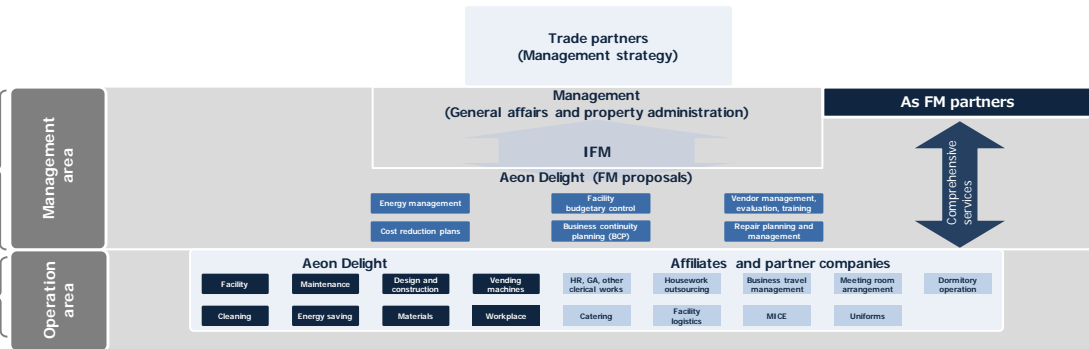 Trade partners
(Management strategy)
Management
(General affairs and property administration)
As FM partners
IFM
Aeon Delight (FM proposals)
Management
area
Comprehensive
services
Energy management
Facility
budgetary control
Vendor management,
evaluation, training
Cost reduction plans
Business continuity
planning (BCP)
Repair planning and
management
Operation
area
Aeon Delight
Affiliates and partner companies
Facility
Maintenance
Design and
construction
Vending
machines
HR, GA, other
clerical works
Housework
outsourcing
Business travel
management
Meeting room
arrangement
Dormitory
operation
Cleaning
Energy saving
Materials
Workplace
Catering
Facility
logistics
MICE
Uniforms